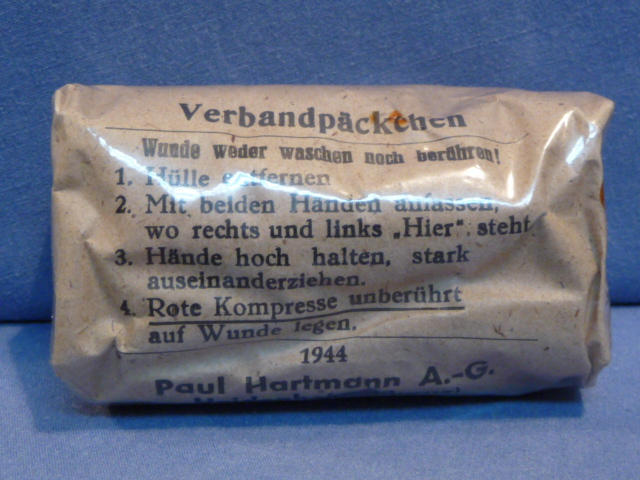 Verbandpäckchen
Wunde weder waschen noch berühren!
1. Hülle entfernen
2. Mit beiden Händen anfassen,
wo rechts und links „Hier“ steht
3. Hände hoch halten, stark
auseinanderziehen.
4. Rote Kompresse unberührt
auf Wunde legen.
1944
Paul Hartmann A.-G.